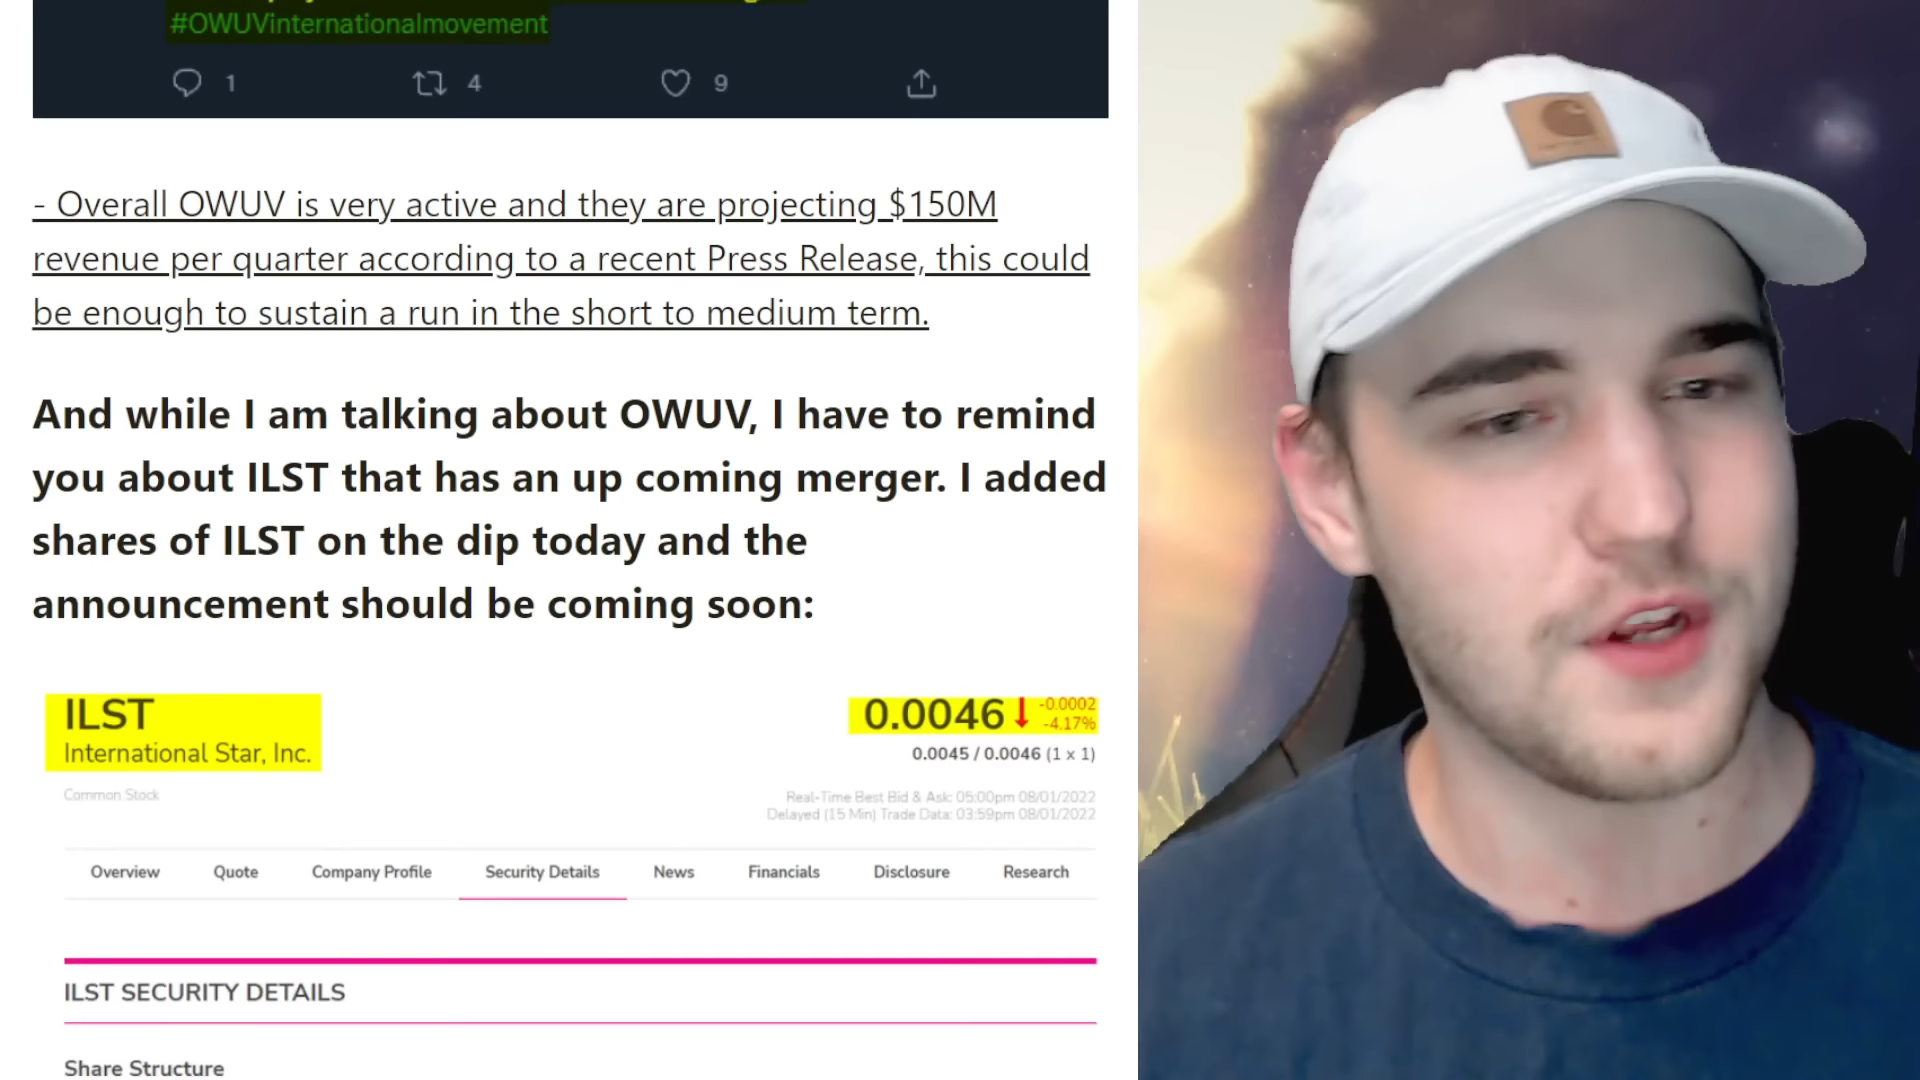 #OWUVinternationalmovement
1 4 9
- Overall OWUV is very active and they are projecting $150M
revenue per quarter according to a recent Press Release, this could
be enough to sustain a run in the short to medium term.
And while I am talking about OWUV, I have to remind
you about ILST that has an up coming merger. I added
shares of ILST on the dip today and the
announcement should be coming soon:
ILST
International Star, Inc.
Common Stock
0.0046 -0.0002
-4.17%
0.0045 / 0.0046 (1 x 1)
Real-Time Best Bid & Ask: 05:00pm 08/01/2022
Delayed (15 Min) Trade Data: 03:59pm 08/01/2022
Overview Quote Company Profile Security Details News Financials Disclosure Research
ILST SECURITY DETAILS
Share Structure